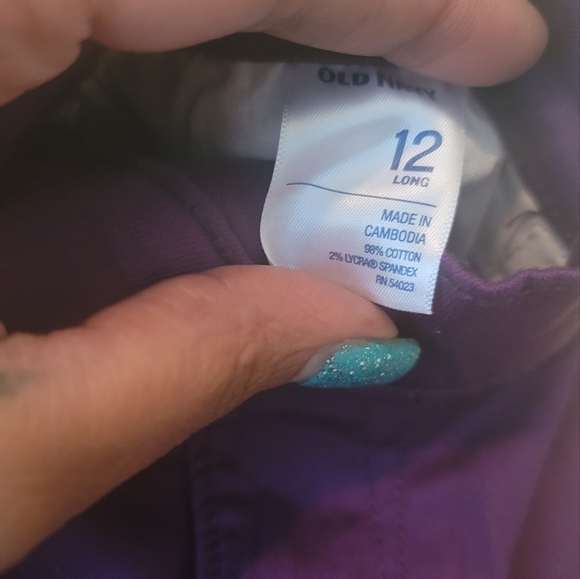 OLD NAVY
12
LONG
MADE IN
CAMBODIA
98% COTTON
2% LYCRA® SPANDEX
RN 54023